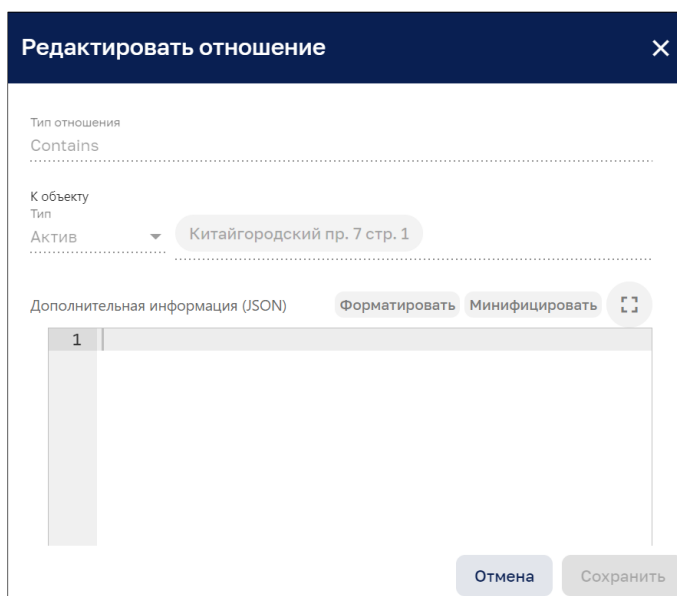 Редактировать отношение
Тип отношения
Contains
К объекту
Тип
Актив
Китайгородский пр. 7 стр. 1
Дополнительная информация (JSON) Форматировать Минифицировать
1
Отмена Сохранить